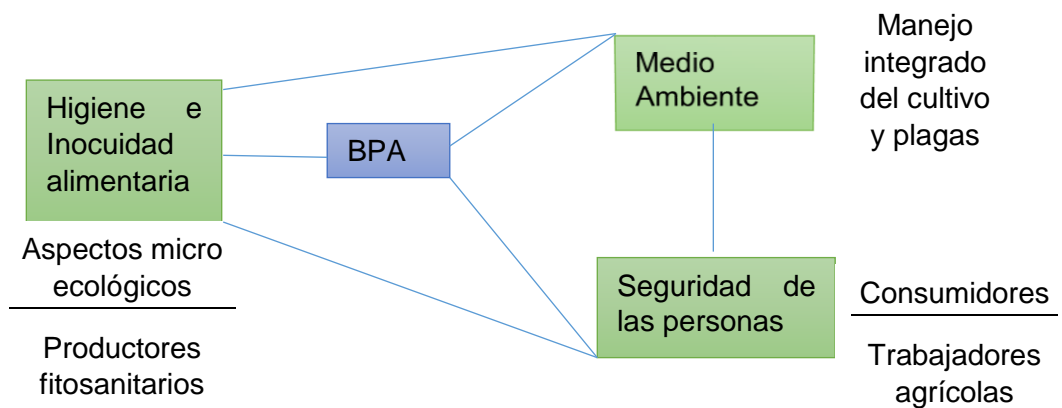 Higiene e
Inocuidad
alimentaria
Aspectos micro
ecológicos
Productores
fitosanitarios
BPA
Medio
Ambiente
Manejo
integrado
del cultivo
y plagas
Seguridad de
las personas
Consumidores
Trabajadores
agrícolas